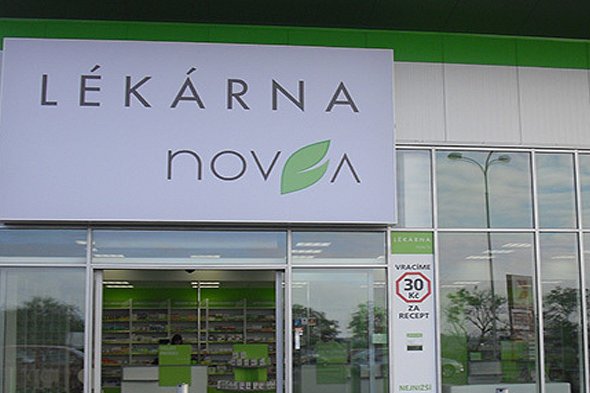 LÉKÁRNA
novea
LÉKÁRNA
VRACÍME
30
Kč
ZA
RECEPT
NEJNIŽŠÍ